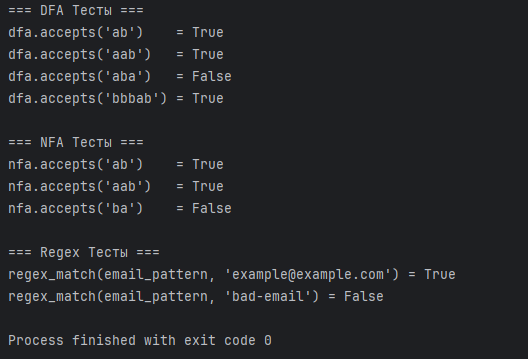 === DFA Тесты ===
dfa.accepts('ab')    = True
dfa.accepts('aab')   = True
dfa.accepts('aba')   = False
dfa.accepts('bbbab') = True
=== NFA Тесты ===
nfa.accepts('ab')    = True
nfa.accepts('aab')   = True
nfa.accepts('ba')    = False
=== Regex Тесты ===
regex_match(email_pattern, 'example@example.com') = True
regex_match(email_pattern, 'bad-email') = False
Process finished with exit code 0